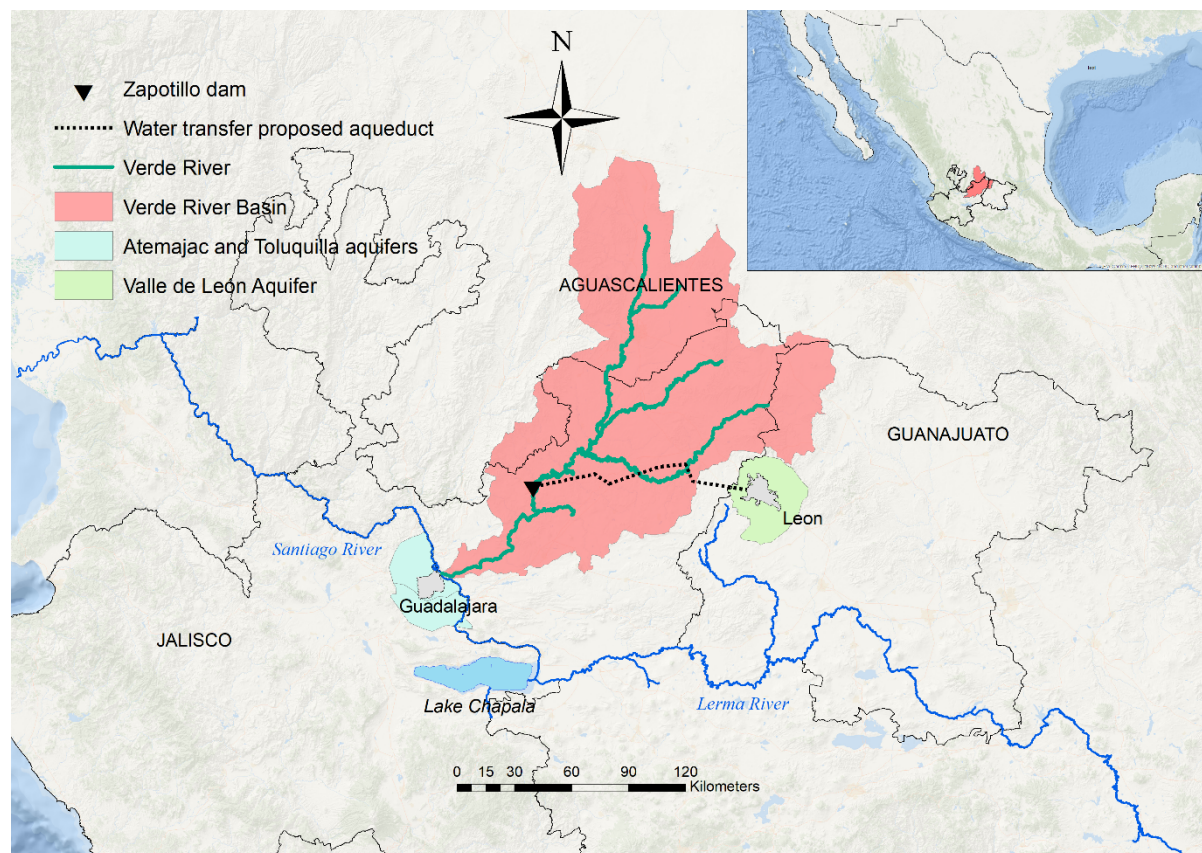 N
Zapotillo dam
Water transfer proposed aqueduct
Verde River
Verde River Basin
Atemajac and Toluquilla aquifers
Valle de León Aquifer
AGUASCALIENTES
GUANAJUATO
Leon
Santiago River
Guadalajara
JALISCO
Lake Chapala
Lerma River
0 15 30 60 90 120
Kilometers